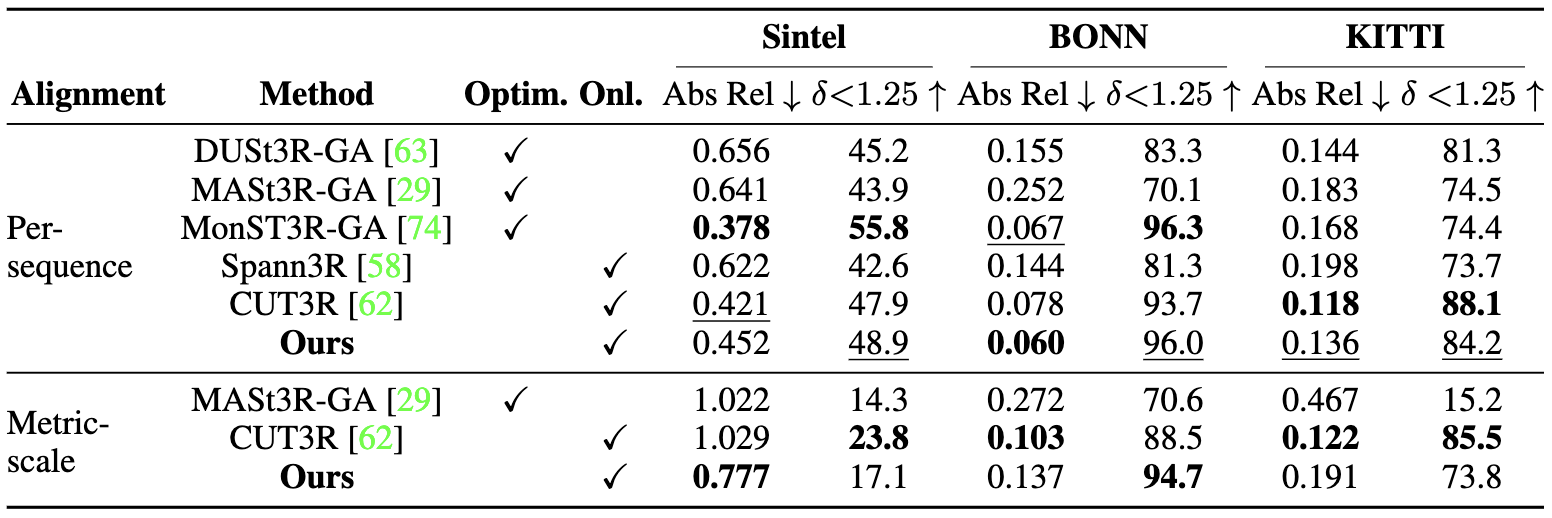 Sintel BONN KITTI
Alignment Method Optim. Onl. Abs Rel ↓ δ<1.25 ↑ Abs Rel ↓ δ<1.25 ↑ Abs Rel ↓ δ <1.25 ↑
DUSt3R-GA [63] ✓ 0.656 45.2 0.155 83.3 0.144 81.3
MASt3R-GA [29] ✓ 0.641 43.9 0.252 70.1 0.183 74.5
Per-
MonST3R-GA [74] ✓ 0.378 55.8 0.067 96.3 0.168 74.4
sequence
Spann3R [58] ✓ 0.622 42.6 0.144 81.3 0.198 73.7
CUT3R [62] ✓ 0.421 47.9 0.078 93.7 0.118 88.1
Ours ✓ 0.452 48.9 0.060 96.0 0.136 84.2
MASt3R-GA [29] ✓ 1.022 14.3 0.272 70.6 0.467 15.2
Metric-
CUT3R [62] ✓ 1.029 23.8 0.103 88.5 0.122 85.5
scale
Ours ✓ 0.777 17.1 0.137 94.7 0.191 73.8